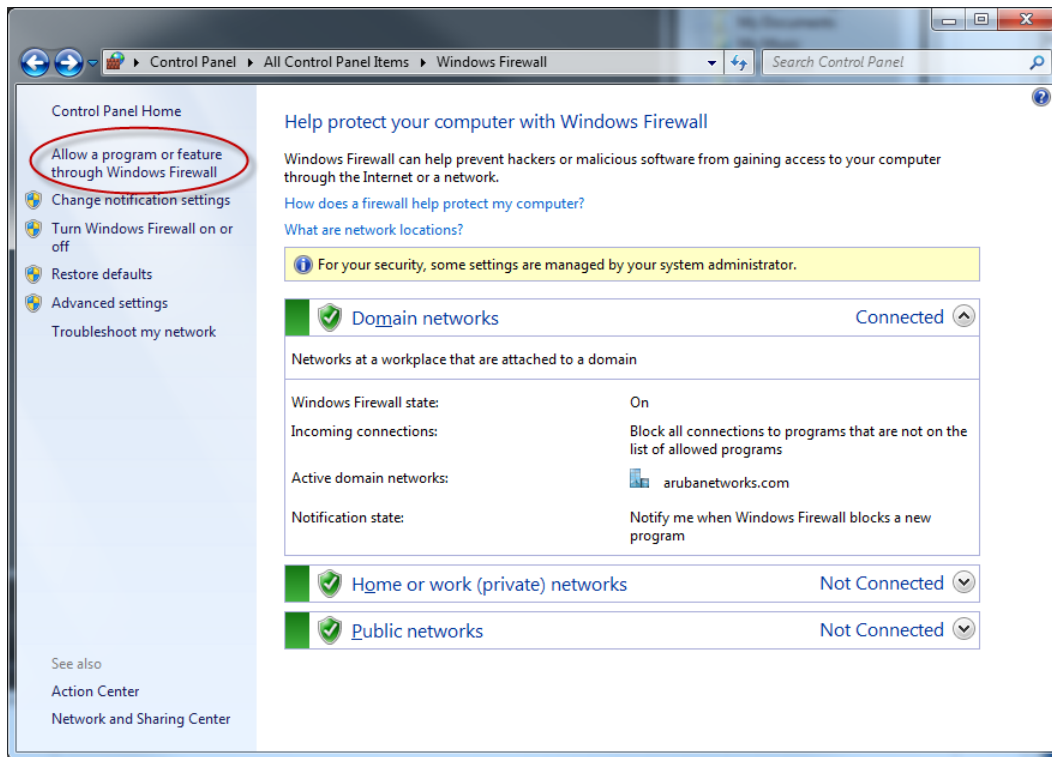 My Documents
Control Panel All Control Panel Items Windows Firewall Search Control Panel
Control Panel Home
Allow a program or feature
through Windows Firewall
Change notification settings
Turn Windows Firewall on or
off
Restore defaults
Advanced settings
Troubleshoot my network
See also
Action Center
Network and Sharing Center
Help protect your computer with Windows Firewall
Windows Firewall can help prevent hackers or malicious software from gaining access to your computer
through the Internet or a network.
How does a firewall help protect my computer?
What are network locations?
For your security, some settings are managed by your system administrator.
Domain networks Connected
Networks at a workplace that are attached to a domain
Windows Firewall state: On
Incoming connections: Block all connections to programs that are not on the
list of allowed programs
Active domain networks: arubanetworks.com
Notification state: Notify me when Windows Firewall blocks a new
program
Home or work (private) networks Not Connected
Public networks Not Connected